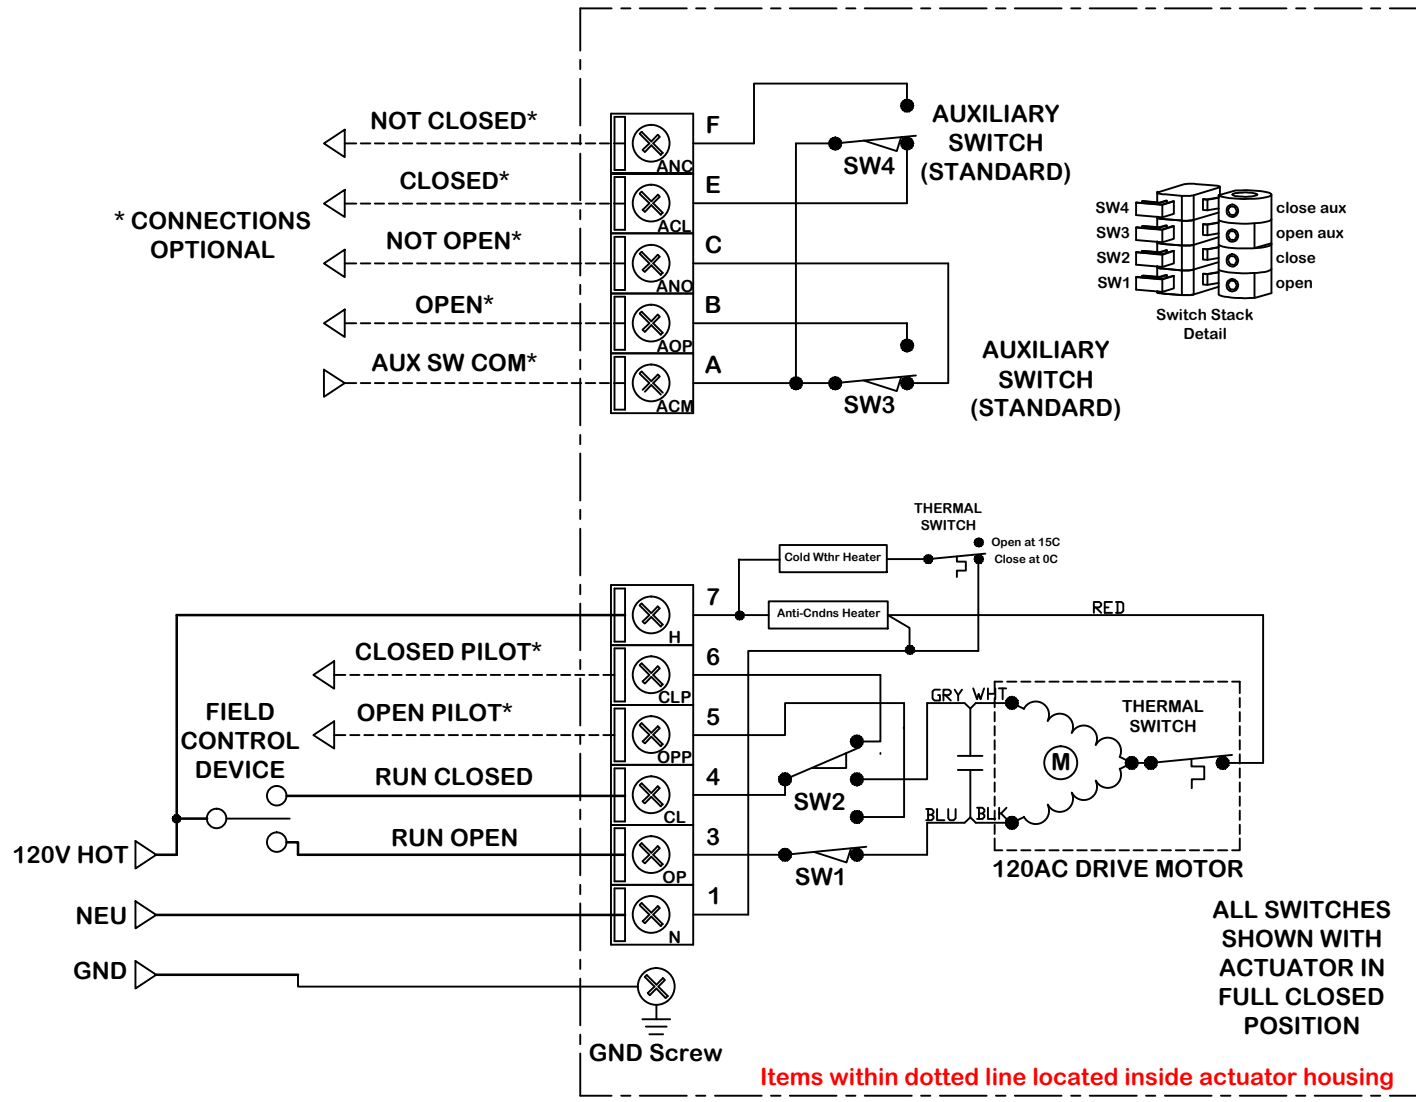 NOT CLOSED*
F
ANC
CLOSED*
E
ACL
NOT OPEN*
C
ANO
OPEN*
B
AOP
AUX SW COM*
A
ACM
* CONNECTIONS
OPTIONAL
SW4
AUXILIARY
SWITCH
(STANDARD)
SW3
AUXILIARY
SWITCH
(STANDARD)
SW4 close aux
SW3 open aux
SW2 close
SW1 open
Switch Stack
Detail
THERMAL
SWITCH
Open at 15C
Close at 0C
Cold Wthr Heater
Anti-Cndns Heater
RED
7
H
CLOSED PILOT*
6
CLP
OPEN PILOT*
5
OPP
RUN CLOSED
4
CL
RUN OPEN
3
OP
1
N
FIELD
CONTROL
DEVICE
120V HOT
NEU
GND
GND Screw
SW2
SW1
GRY WHT
BLU BLK
M
THERMAL
SWITCH
120AC DRIVE MOTOR
ALL SWITCHES
SHOWN WITH
ACTUATOR IN
FULL CLOSED
POSITION
Items within dotted line located inside actuator housing